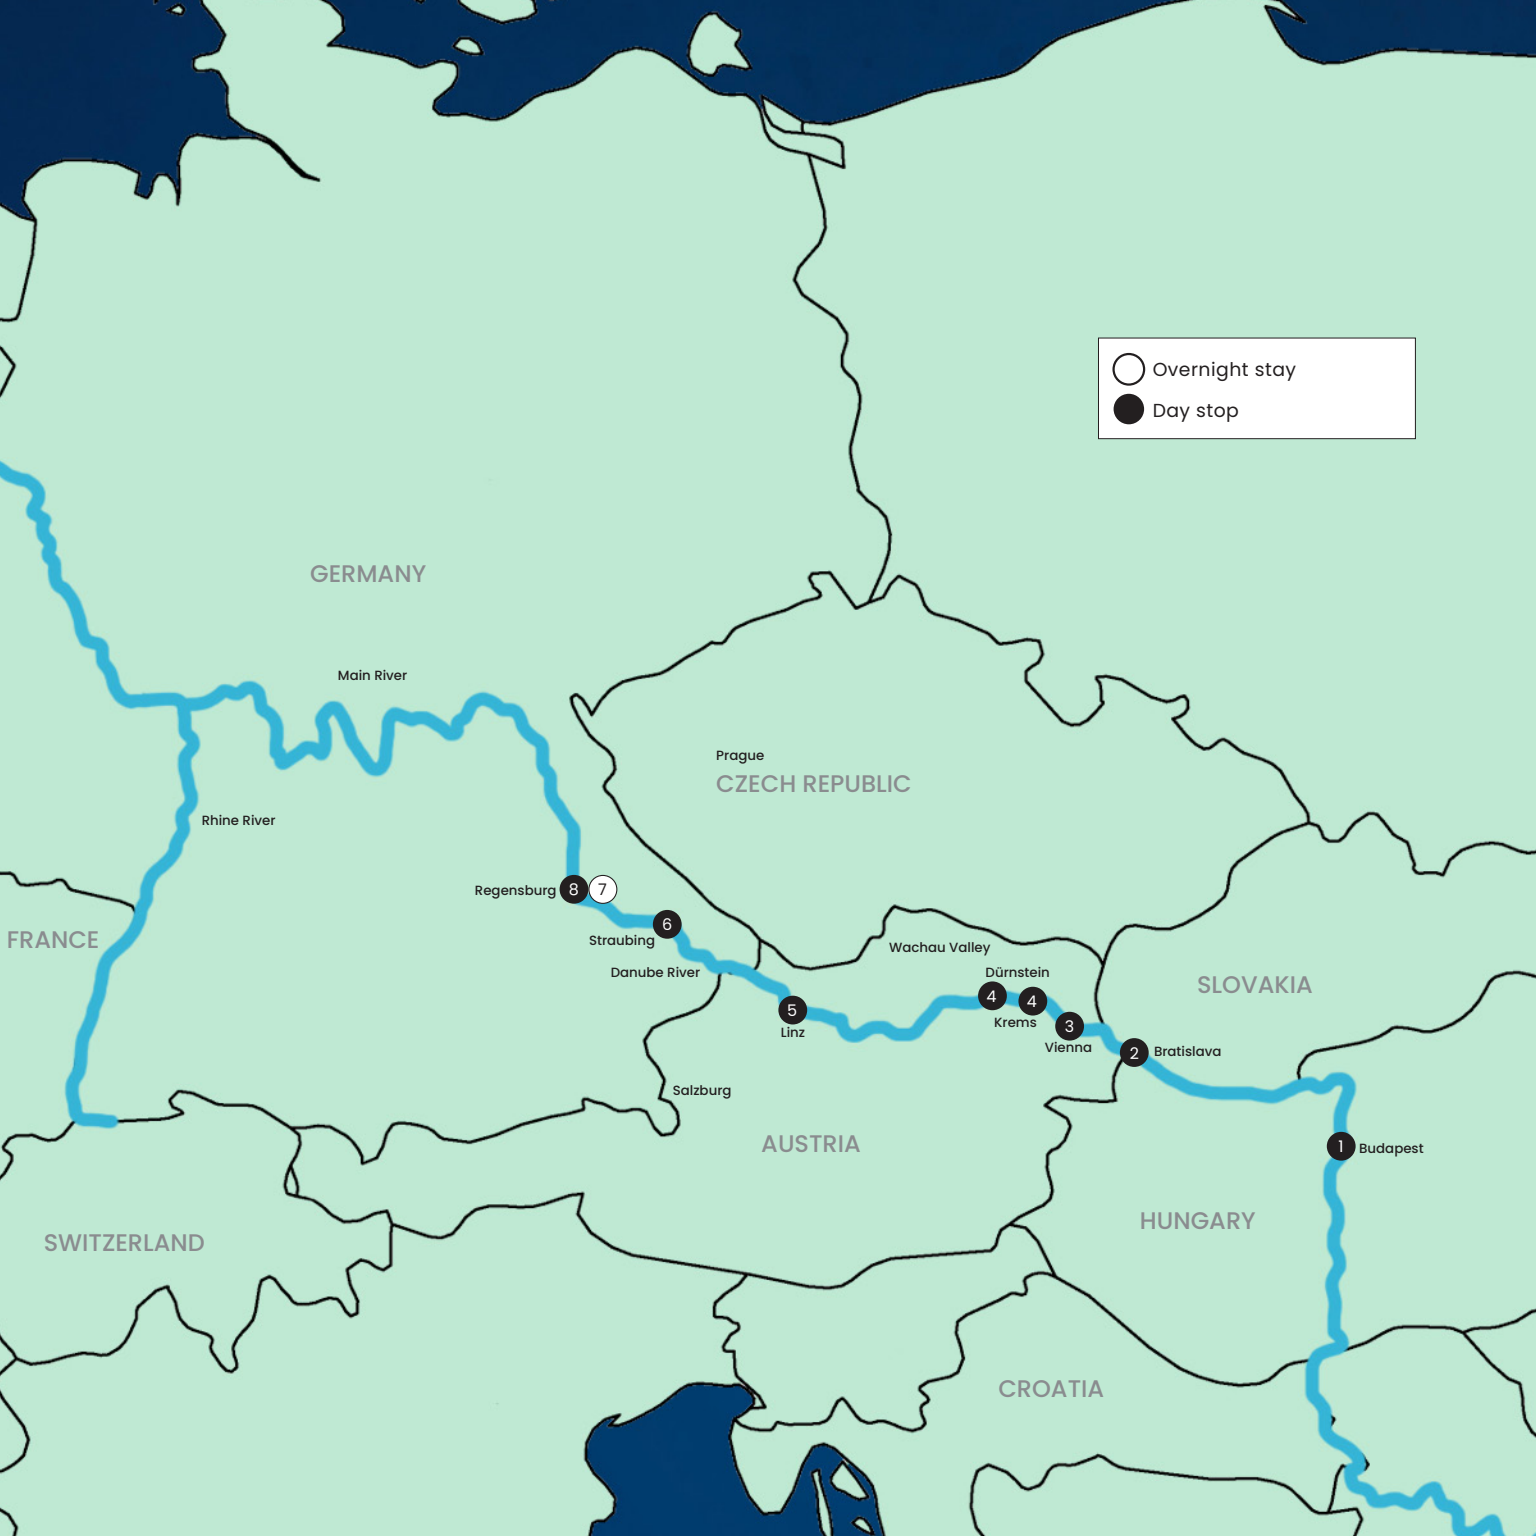 Overnight stay
Day stop
GERMANY
Main River
Prague
CZECH REPUBLIC
Rhine River
Regensburg 8 7
6
Straubing
FRANCE
Wachau Valley
Danube River
Dürnstein
SLOVAKIA
4 4
5
Krems
3
Linz
Vienna
2 Bratislava
Salzburg
AUSTRIA
1 Budapest
HUNGARY
SWITZERLAND
CROATIA